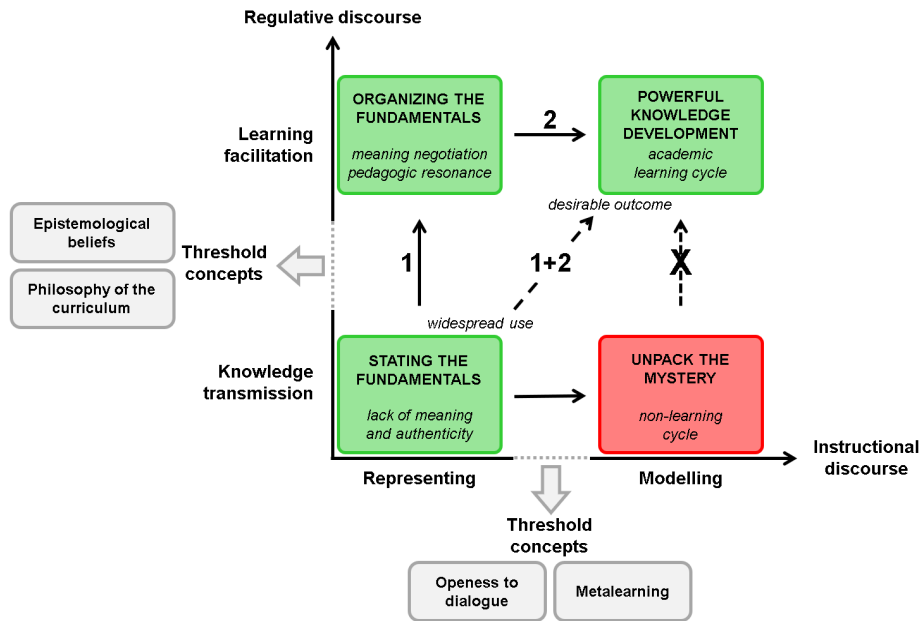 Regulative discourse
ORGANIZING THE
FUNDAMENTALS
meaning negotiation
pedagogic resonance
2
POWERFUL
KNOWLEDGE
DEVELOPMENT
academic
learning cycle
Learning
facilitation
desirable outcome
Epistemological
beliefs
Philosophy of the
curriculum
Threshold
concepts
1
1+2
X
widespread use
Knowledge
transmission
STATING THE
FUNDAMENTALS
lack of meaning
and authenticity
UNPACK THE
MYSTERY
non-learning
cycle
Instructional
discourse
Representing
Modelling
Threshold
concepts
Openess to
dialogue
Metalearning